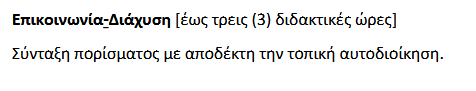 Επικοινωνία-Διάχυση [έως τρεις (3) διδακτικές ώρες]
Σύνταξη πορίσματος με αποδέκτη την τοπική αυτοδιοίκηση.